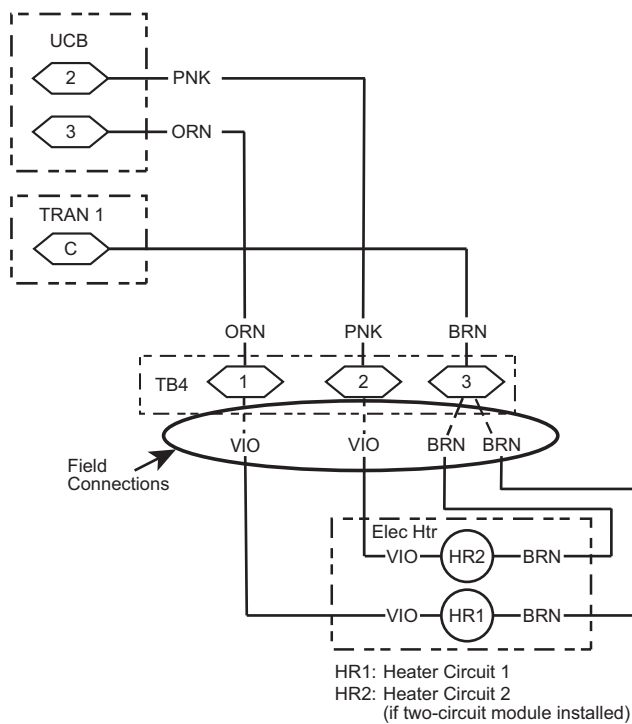 UCB
2 PNK
3 ORN
TRAN 1
C
ORN PNK BRN
TB4 1 2 3
VIO VIO BRN BRN
Field
Connections
Elec Htr
VIO HR2 BRN
VIO HR1 BRN
HR1: Heater Circuit 1
HR2: Heater Circuit 2
(if two-circuit module installed)